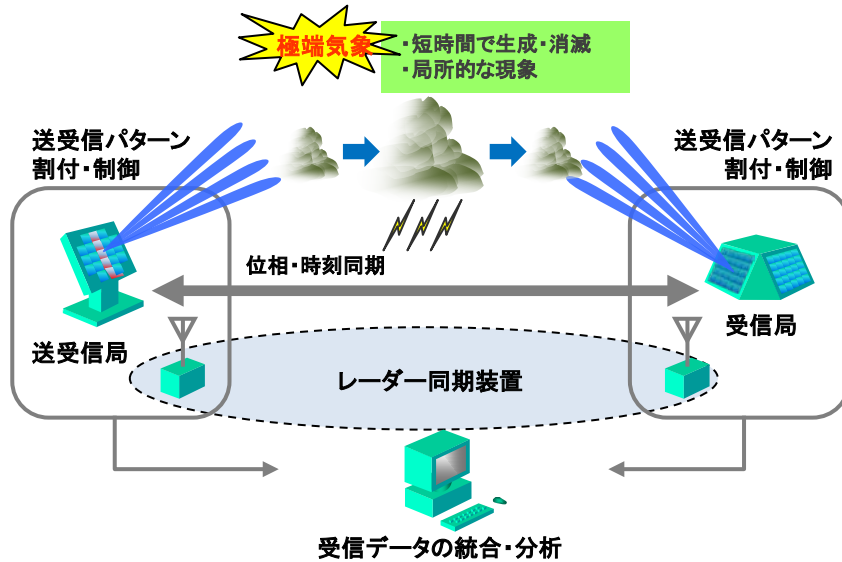 極端気象
・短時間で生成・消滅
・局所的な現象
送受信パターン
割付・制御
送受信パターン
割付・制御
位相・時刻同期
送受信局
受信局
レーダー同期装置
受信データの統合・分析